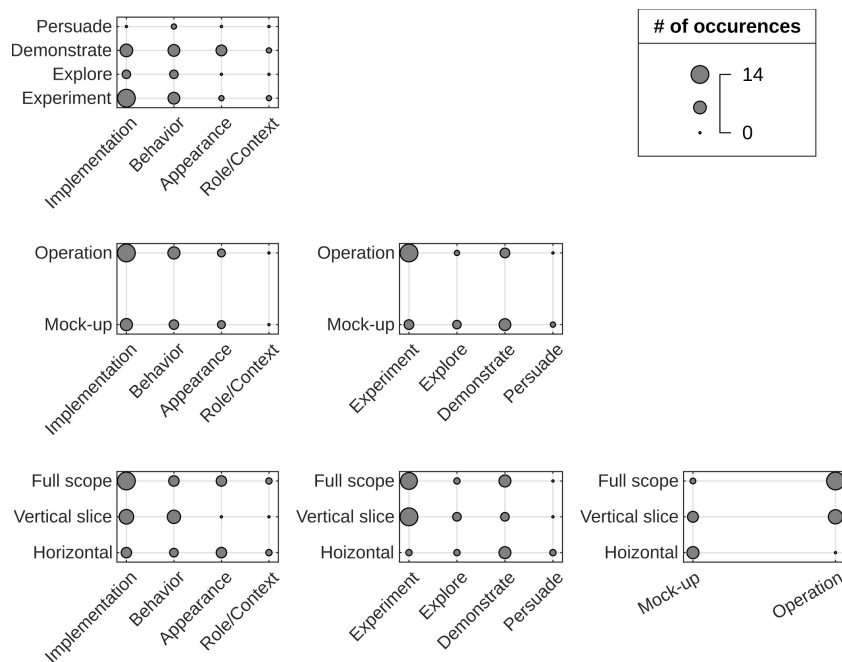 # of occurences
14
0
Persuade
Demonstrate
Explore
Experiment
Implementation
Behavior
Appearance
Role/Context
Operation
Mock-up
Implementation
Behavior
Appearance
Role/Context
Operation
Mock-up
Experiment
Explore
Demonstrate
Persuade
Full scope
Vertical slice
Horizontal
Implementation
Behavior
Appearance
Role/Context
Full scope
Vertical slice
Hoizontal
Experiment
Explore
Demonstrate
Persuade
Full scope
Vertical slice
Hoizontal
Mock-up
Operation